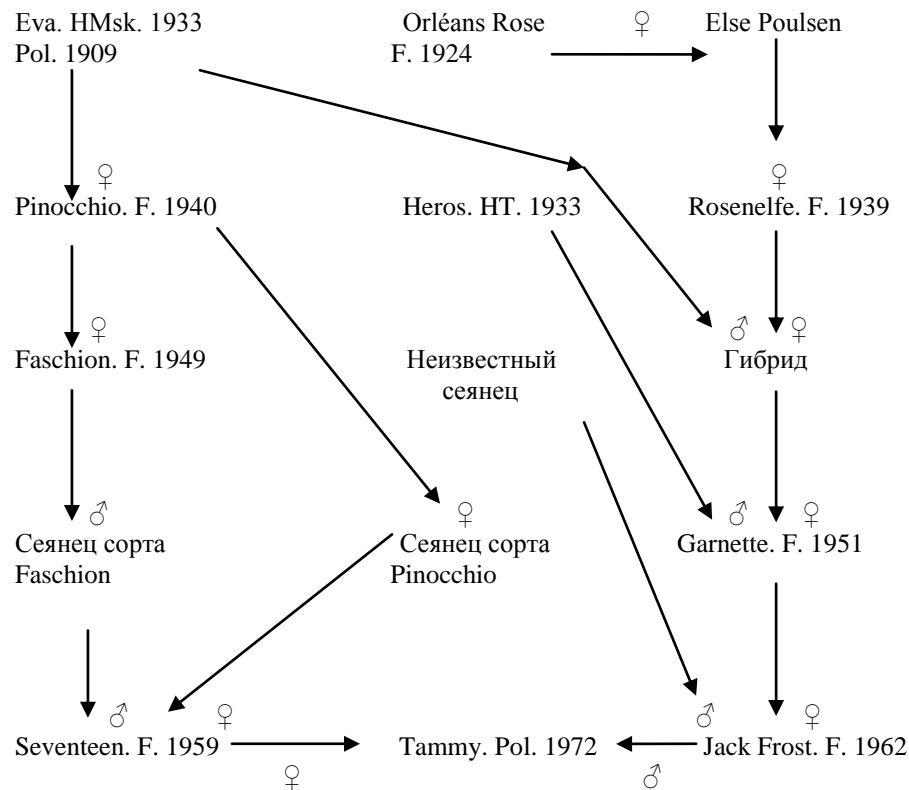 Eva. HMsk. 1933
Pol. 1909
Orléans Rose
F. 1924
♀
Else Poulsen
♀
Pinocchio. F. 1940
Heros. HT. 1933
♀
Rosenelfe. F. 1939
♀
Faschion. F. 1949
Неизвестный
сеянец
♂ ♀
Гибрид
♂
Сеянец сорта
Faschion
♀
Сеянец сорта
Pinocchio
♂ ♀
Garnette. F. 1951
♂ ♀
Seventeen. F. 1959
♀
Tammy. Pol. 1972
♂
♂ ♀
Jack Frost. F. 1962